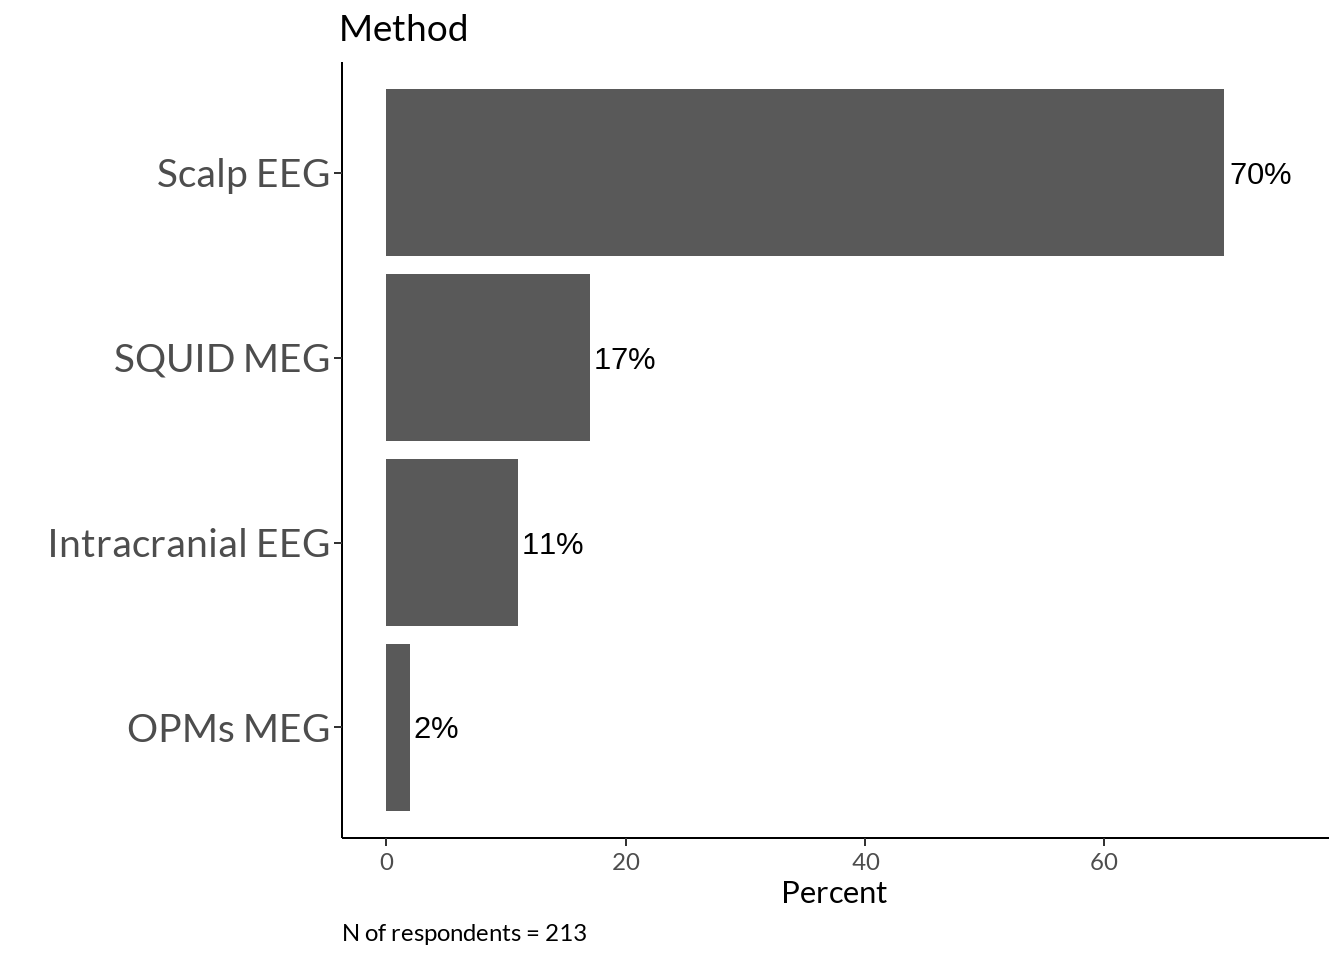 Method
Scalp EEG
70%
SQUID MEG
17%
Intracranial EEG
11%
OPMs MEG
2%
0 20 40 60
Percent
N of respondents = 213